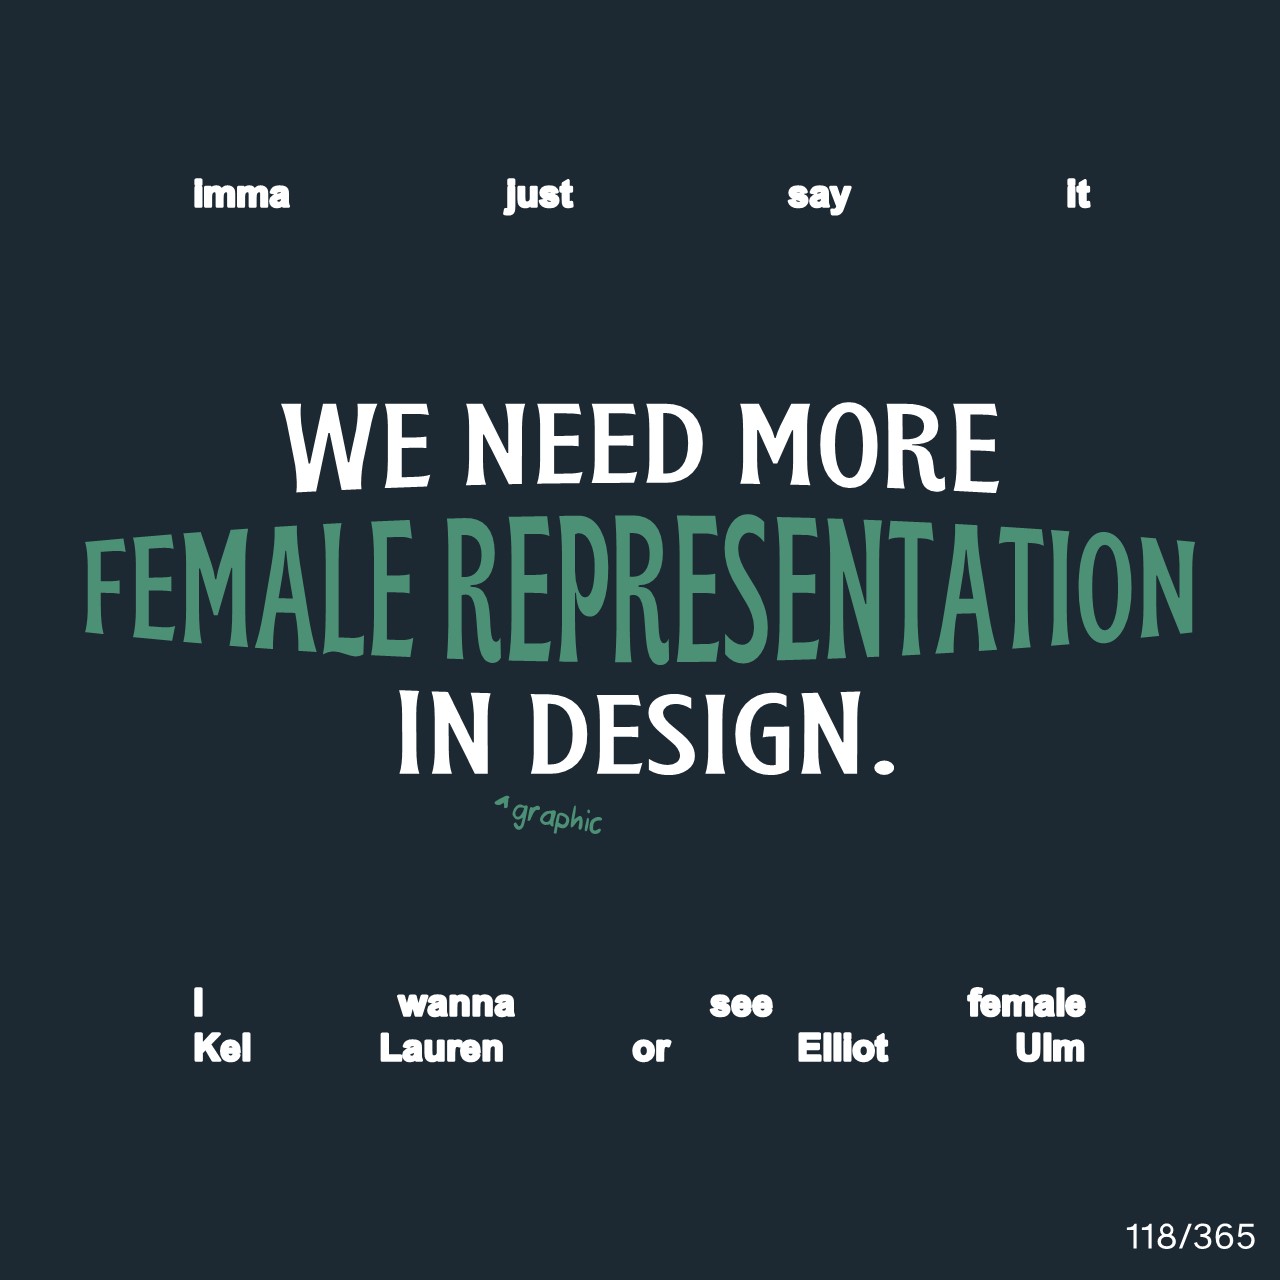 imma just say it
WE NEED MORE
FEMALE REPRESENTATION
IN DESIGN.
^graphic
I wanna see female
Kel Lauren or Elliot Ulm
118/365